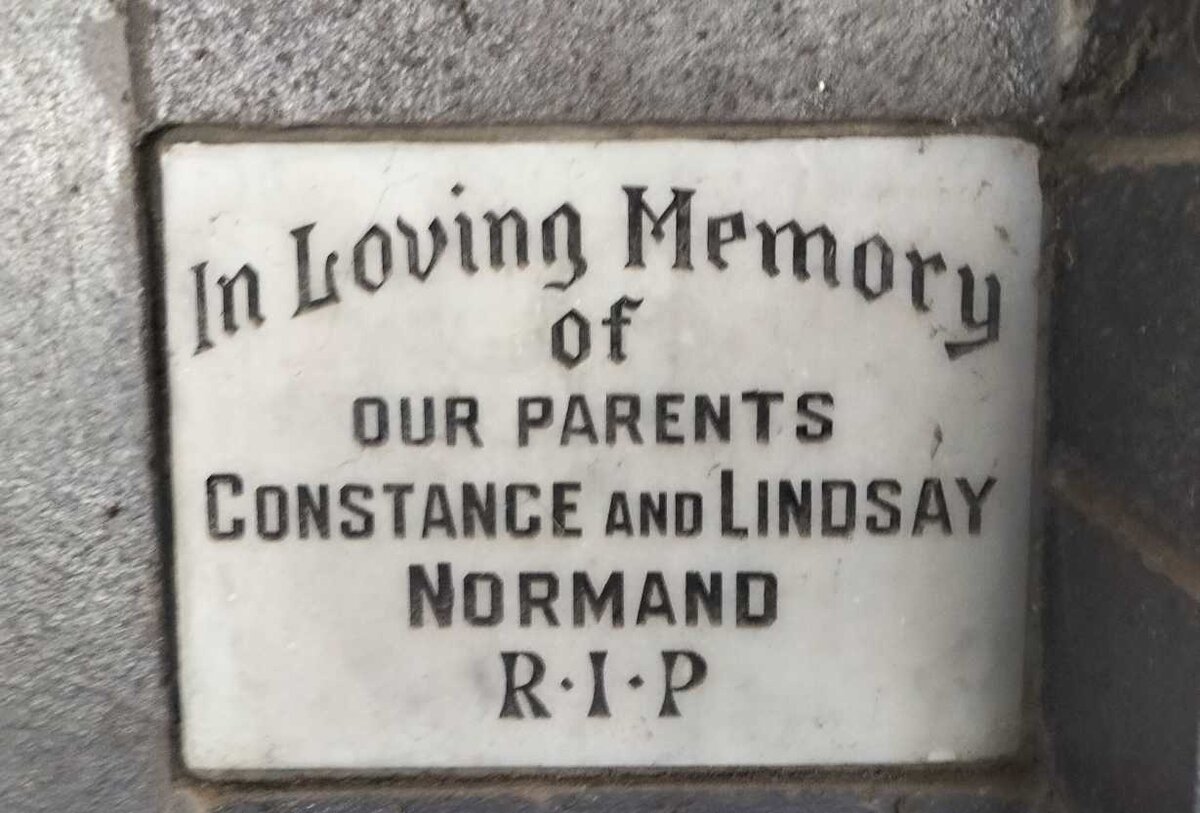 In Loving Memory
of
OUR PARENTS
CONSTANCE AND LINDSAY
NORMAND
R·I·P